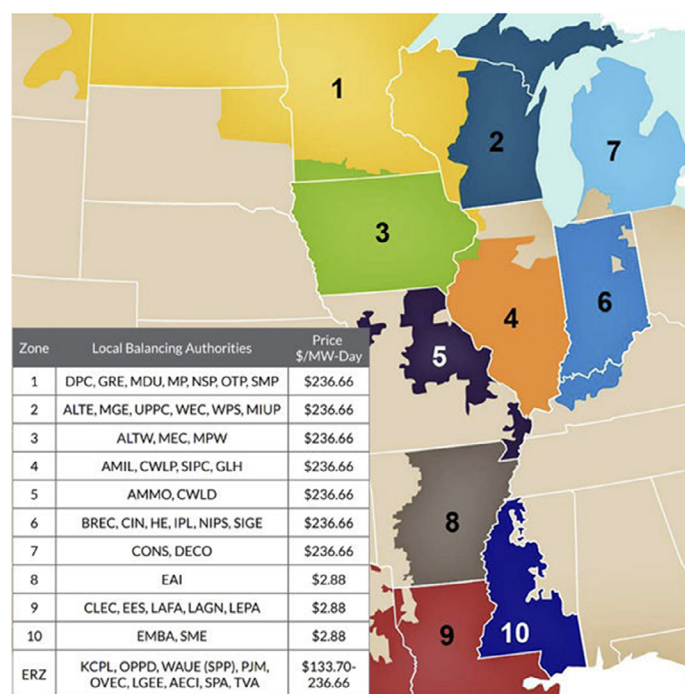 1
2
7
3
4
6
5
8
9
10
Zone Local Balancing Authorities Price $/MW-Day
1 DPC, GRE, MDU, MP, NSP, OTP, SMP $236.66
2 ALTE, MGE, UPPC, WEC, WPS, MIUP $236.66
3 ALTW, MEC, MPW $236.66
4 AMIL, CWLP, SIPC, GLH $236.66
5 AMMO, CWLD $236.66
6 BREC, CIN, HE, IPL, NIPS, SIGE $236.66
7 CONS, DECO $236.66
8 EAI $2.88
9 CLEC, EES, LAFA, LAGN, LEPA $2.88
10 EMBA, SME $2.88
ERZ KCPL, OPPD, WAUE (SPP), PJM, $133.70-
OVEC, LGEE, AECI, SPA, TVA 236.66